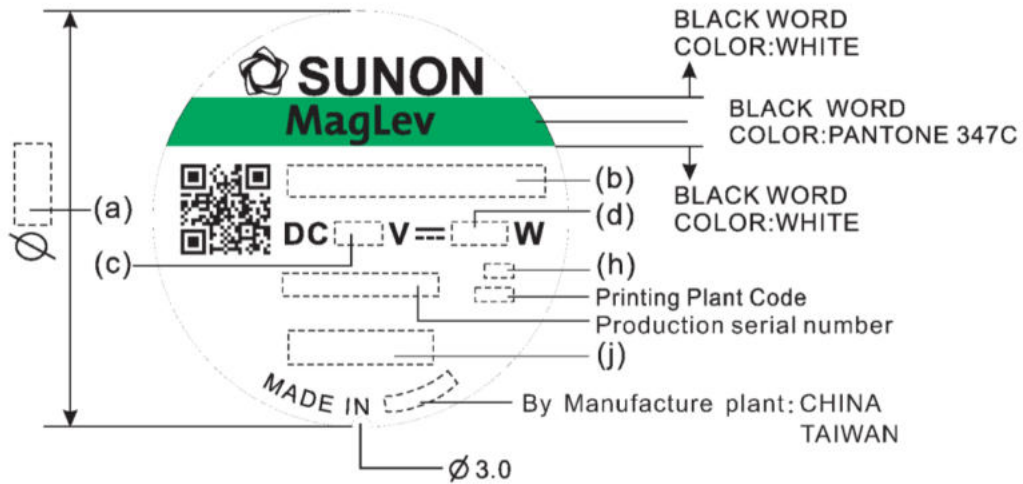 BLACK WORD
COLOR:WHITE
SUNON
MagLev
BLACK WORD
COLOR:PANTONE 347C
BLACK WORD
COLOR:WHITE
(a)
Ø
(b)
(d)
DC V W
(c)
(h)
Printing Plant Code
Production serial number
(j)
MADE IN
By Manufacture plant: CHINA
TAIWAN
Ø 3.0